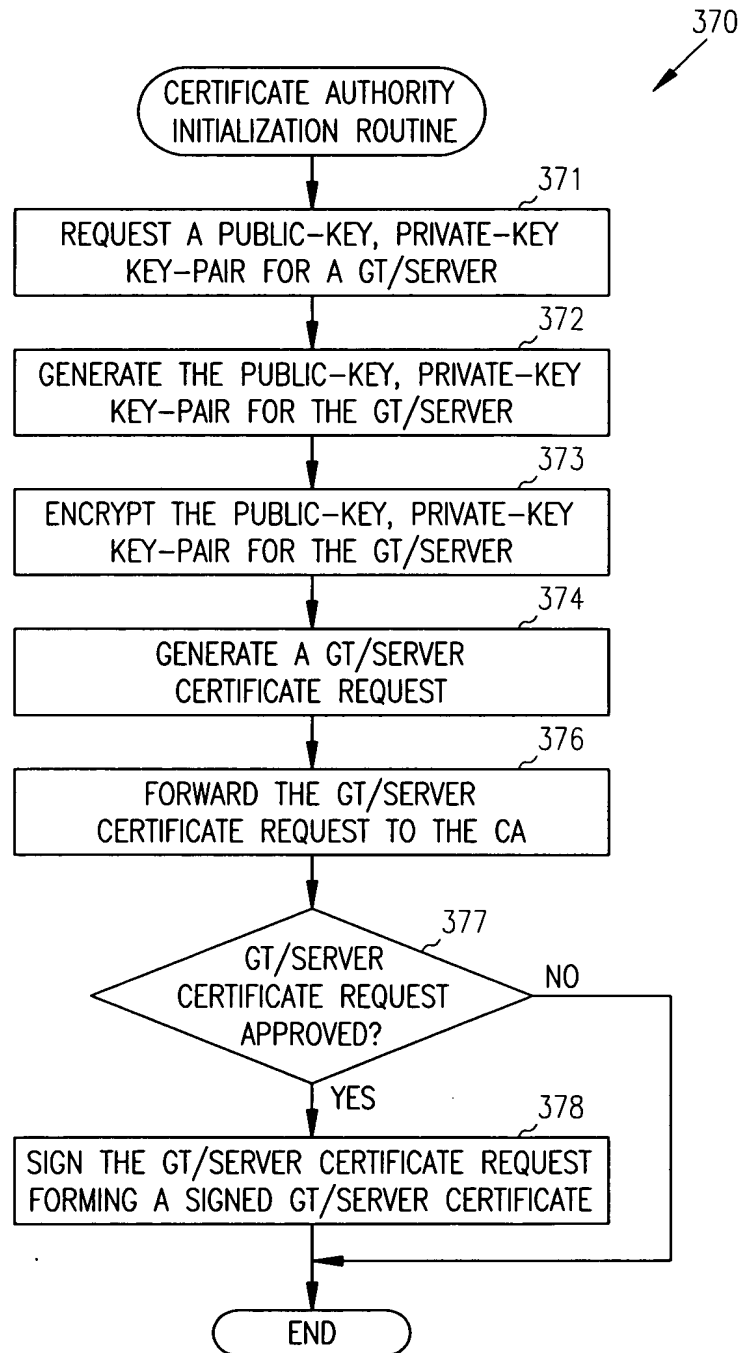 370
CERTIFICATE AUTHORITY
INITIALIZATION ROUTINE
371
REQUEST A PUBLIC-KEY, PRIVATE-KEY
KEY-PAIR FOR A GT/SERVER
372
GENERATE THE PUBLIC-KEY, PRIVATE-KEY
KEY-PAIR FOR THE GT/SERVER
373
ENCRYPT THE PUBLIC-KEY, PRIVATE-KEY
KEY-PAIR FOR THE GT/SERVER
374
GENERATE A GT/SERVER
CERTIFICATE REQUEST
376
FORWARD THE GT/SERVER
CERTIFICATE REQUEST TO THE CA
377
GT/SERVER
CERTIFICATE REQUEST
APPROVED?
NO
YES
378
SIGN THE GT/SERVER CERTIFICATE REQUEST
FORMING A SIGNED GT/SERVER CERTIFICATE
END